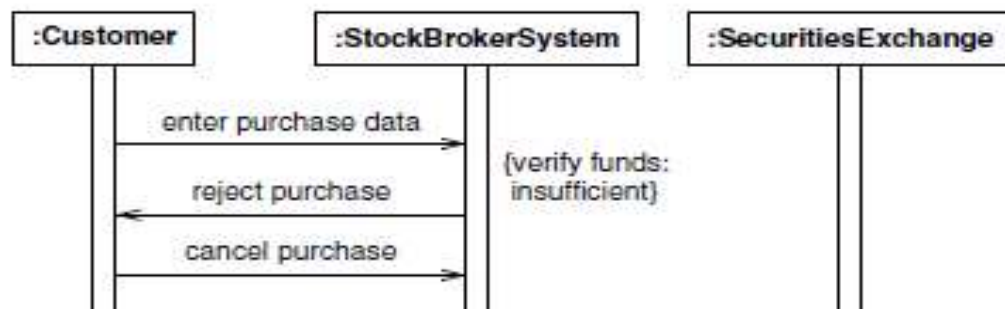 :Customer
:StockBrokerSystem
:SecuritiesExchange
enter purchase data
{verify funds:
insufficient}
reject purchase
cancel purchase